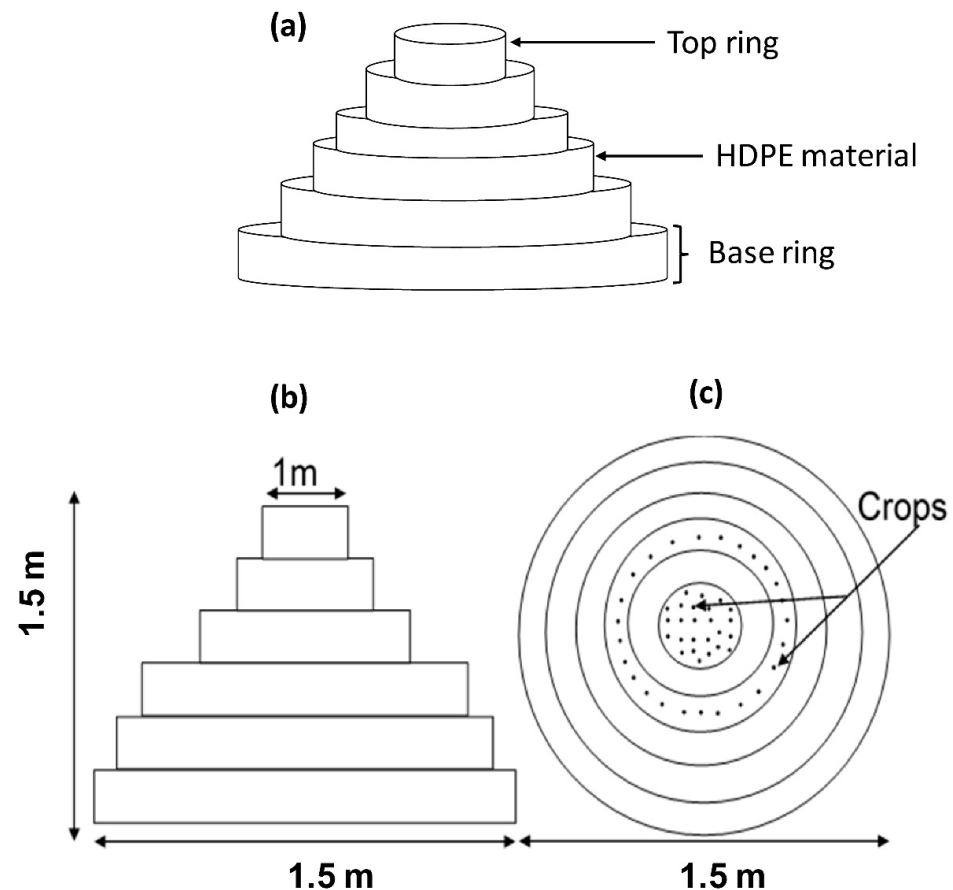 (a)
Top ring
HDPE material
Base ring
(b)
(c)
1m
Crops
1.5 m
1.5 m
1.5 m